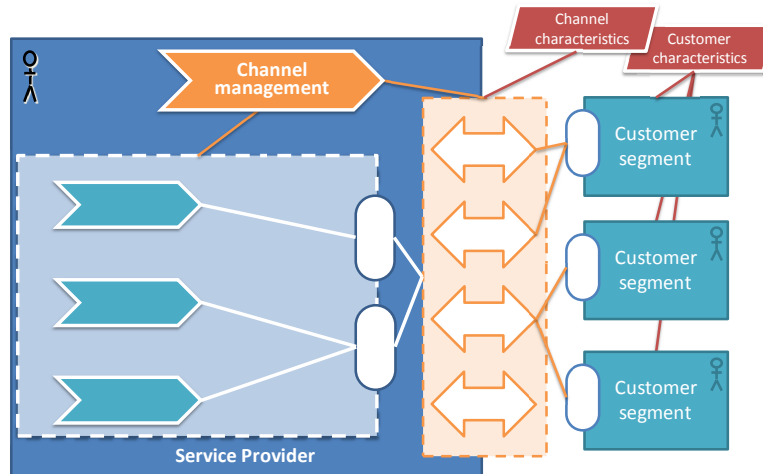 Channel
characteristics
Customer
characteristics
Channel
management
Customer
segment
Customer
segment
Customer
segment
Service Provider